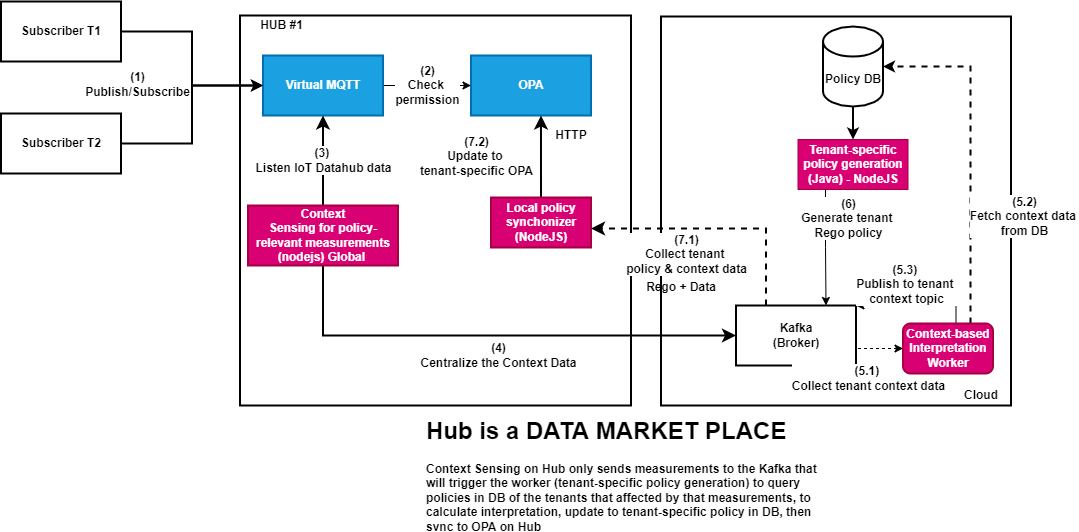 Subscriber T1
Subscriber T2
(1)
Publish/Subscribe
HUB #1
Virtual MQTT
(2)
Check
permission
OPA
(3)
Listen IoT Datahub data
(7.2)
Update to
tenant-specific OPA
HTTP
Context
Sensing for policy-
relevant measurements
(nodejs) Global
Local policy
synchonizer
(NodeJS)
(4)
Centralize the Context Data
Policy DB
Tenant-specific
policy generation
(Java) - NodeJS
(6)
Generate tenant
Rego policy
(5.2)
Fetch context data
from DB
(7.1)
Collect tenant
policy & context data
Rego + Data
(5.3)
Publish to tenant
context topic
Kafka
(Broker)
Context-based
Interpretation
Worker
(5.1)
Collect tenant context data
Cloud
Hub is a DATA MARKET PLACE
Context Sensing on Hub only sends measurements to the Kafka that
will trigger the worker (tenant-specific policy generation) to query
policies in DB of the tenants that affected by that measurements, to
calculate interpretation, update to tenant-specific policy in DB, then
sync to OPA on Hub